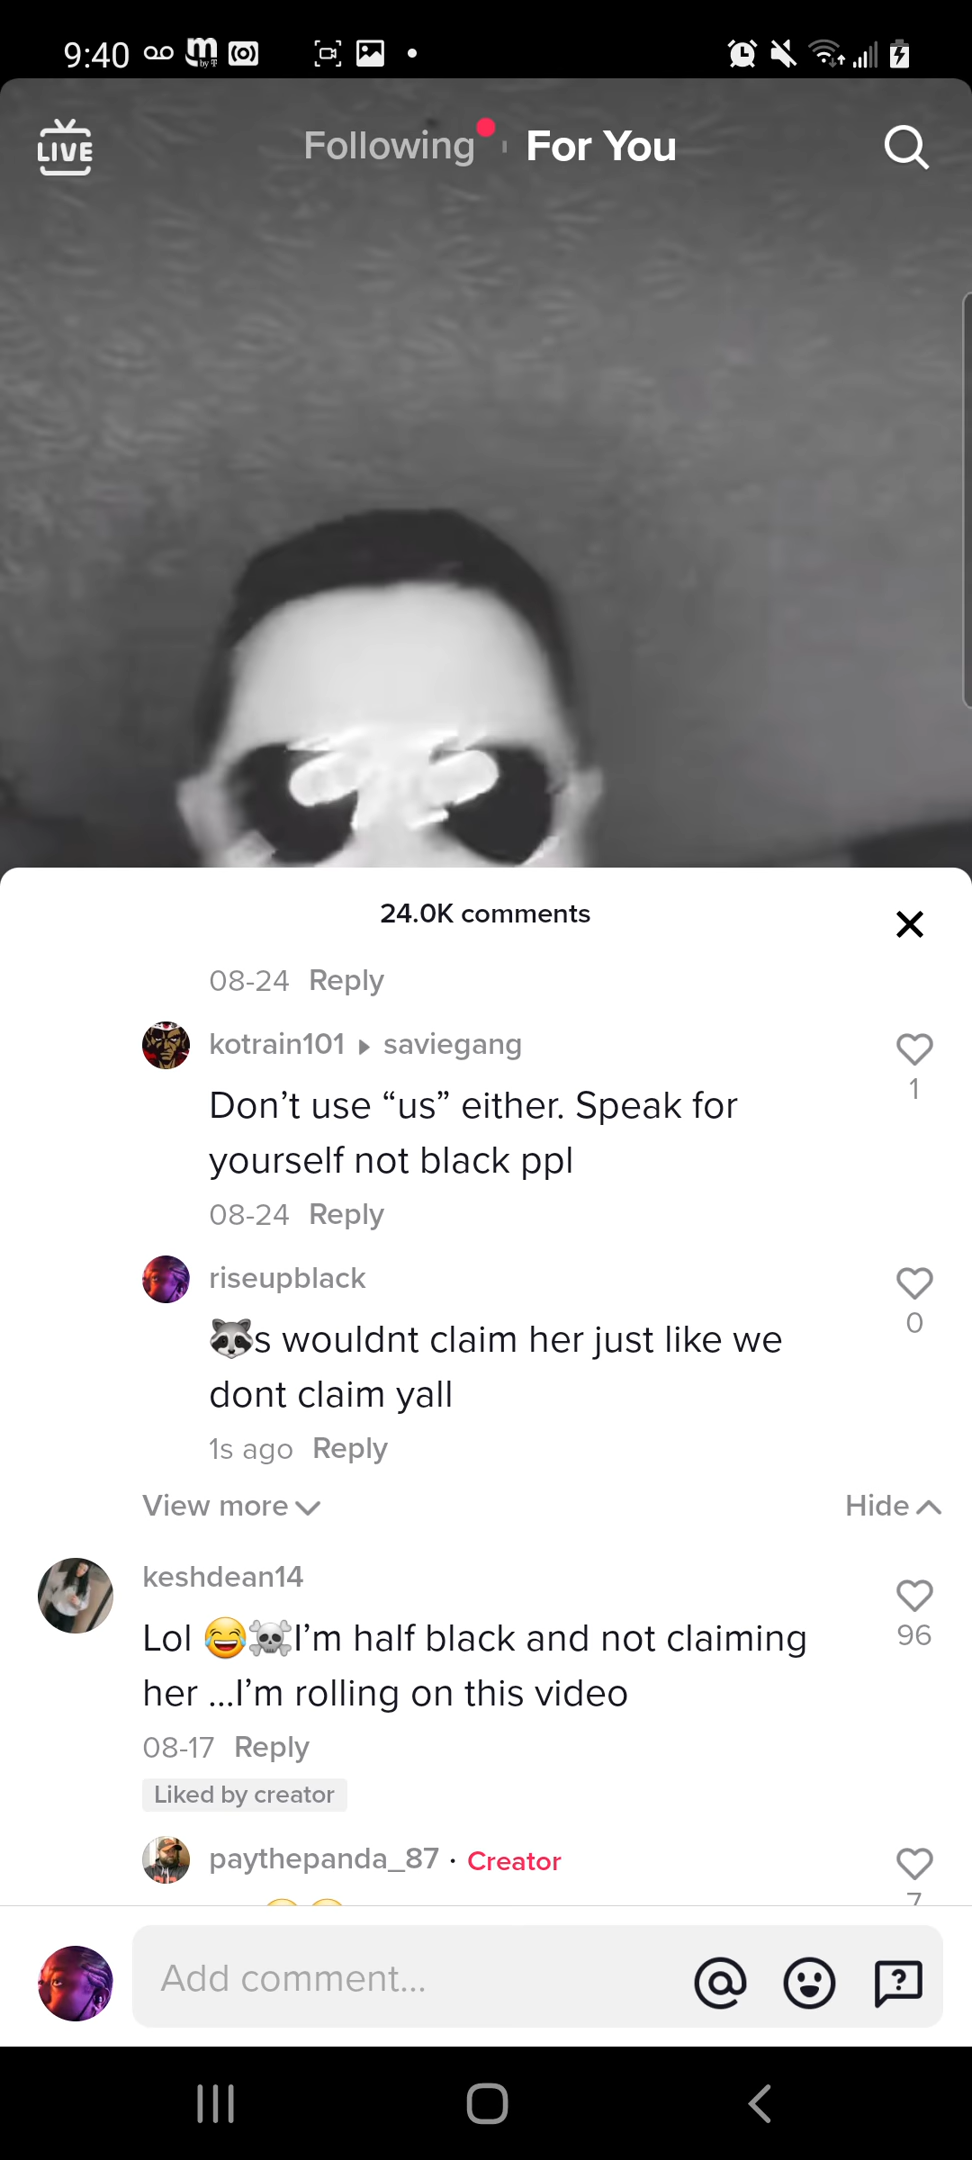 9:40
m
by T
LIVE
Following
For You
24.0K comments
08-24 Reply
kotrain101 ▸ saviegang
Don’t use “us” either. Speak for
yourself not black ppl
1
08-24 Reply
riseupblack
🦝s wouldnt claim her just like we
dont claim yall
0
1s ago Reply
View more
Hide
keshdean14
Lol 😂☠️I’m half black and not claiming
her ...I’m rolling on this video
96
08-17 Reply
Liked by creator
paythepanda_87 · Creator
7
Add comment...